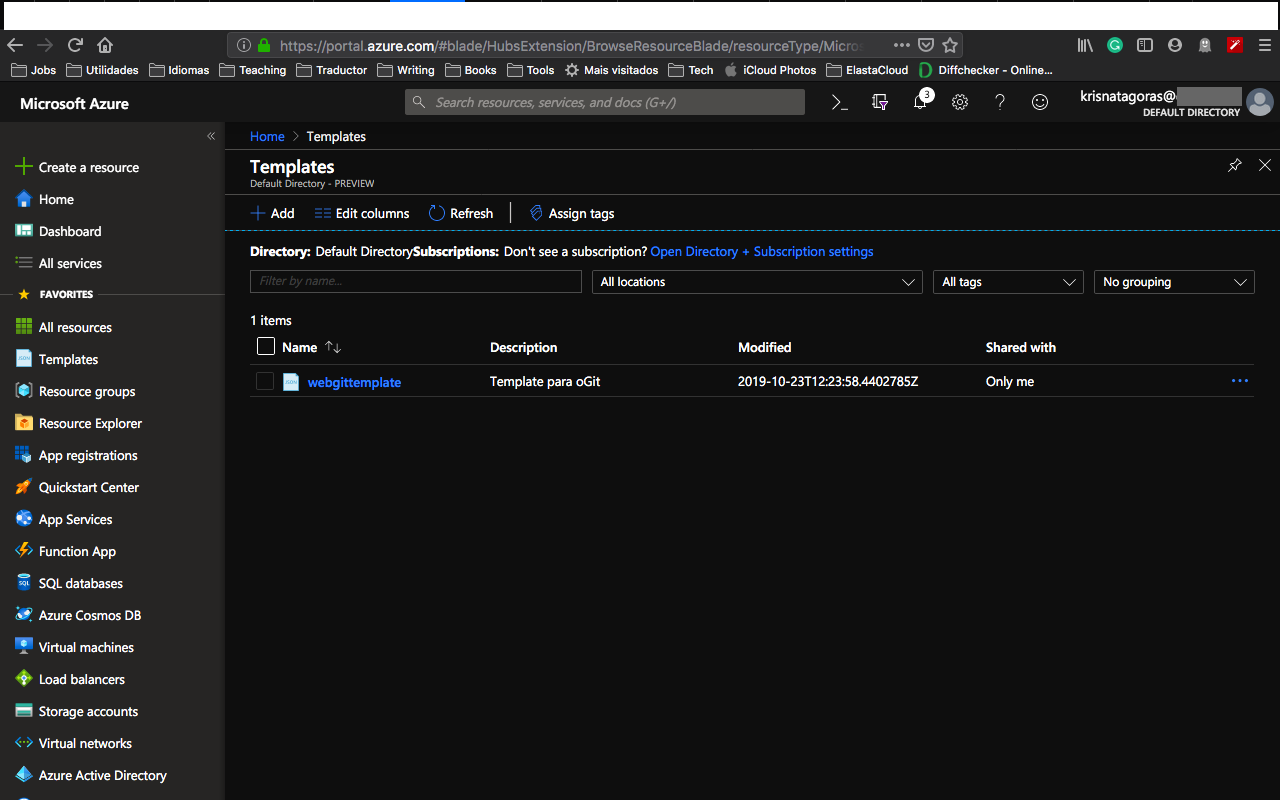 https://portal.azure.com/#blade/HubsExtension/BrowseResourceBlade/resourceType/Micro
Jobs Utilidades Idiomas Teaching Traductor Writing Books Tools Mais visitados Tech iCloud Photos ElastaCloud Diffchecker - Online...
Microsoft Azure
Search resources, services, and docs (G+/)
3
krisnatagoras@
DEFAULT DIRECTORY
«
Create a resource
Home
Dashboard
All services
FAVORITES
All resources
Templates
Resource groups
Resource Explorer
App registrations
Quickstart Center
App Services
Function App
SQL databases
Azure Cosmos DB
Virtual machines
Load balancers
Storage accounts
Virtual networks
Azure Active Directory
Home > Templates
Templates
Default Directory - PREVIEW
Add Edit columns Refresh Assign tags
Directory: Default DirectorySubscriptions: Don't see a subscription? Open Directory + Subscription settings
Filter by name... All locations All tags No grouping
1 items
Name Description Modified Shared with
webgittemplate Template para oGit 2019-10-23T12:23:58.4402785Z Only me